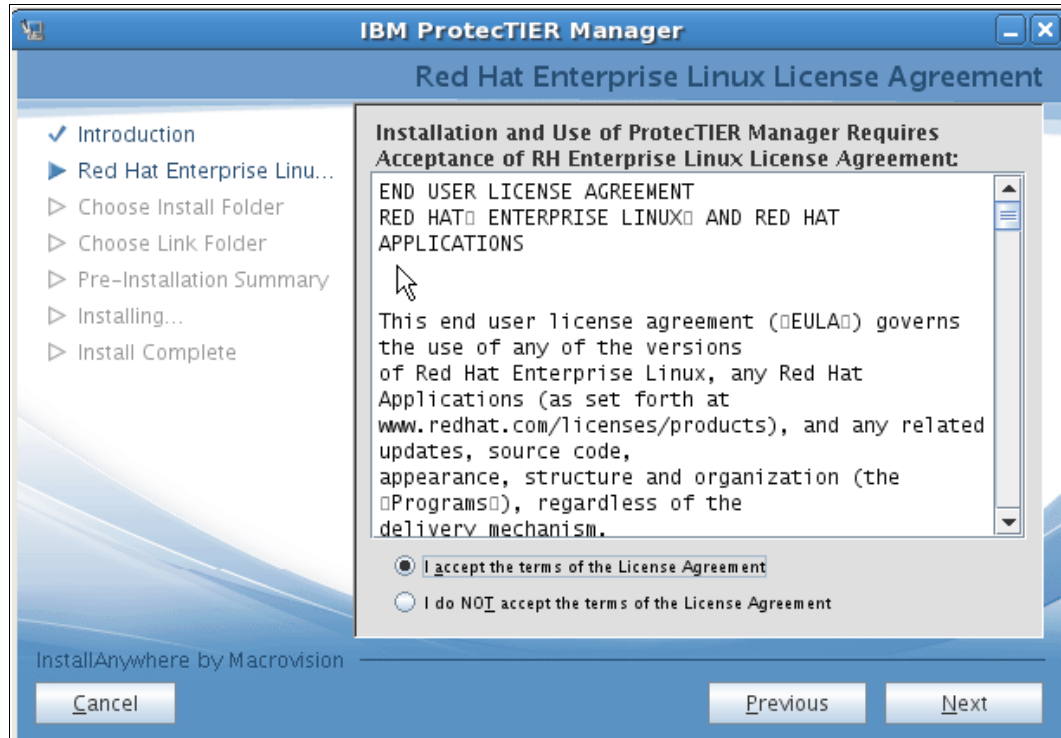 IBM ProtecTIER Manager
Red Hat Enterprise Linux License Agreement
Introduction
Red Hat Enterprise Linu...
Choose Install Folder
Choose Link Folder
Pre-Installation Summary
Installing...
Install Complete
Installation and Use of ProtecTIER Manager Requires
Acceptance of RH Enterprise Linux License Agreement:
END USER LICENSE AGREEMENT
RED HAT▯ ENTERPRISE LINUX▯ AND RED HAT
APPLICATIONS
This end user license agreement (▯EULA▯) governs
the use of any of the versions
of Red Hat Enterprise Linux, any Red Hat
Applications (as set forth at
www.redhat.com/licenses/products), and any related
updates, source code,
appearance, structure and organization (the
▯Programs▯), regardless of the
delivery mechanism.
I accept the terms of the License Agreement
I do NOT accept the terms of the License Agreement
InstallAnywhere by Macrovision
Cancel
Previous
Next